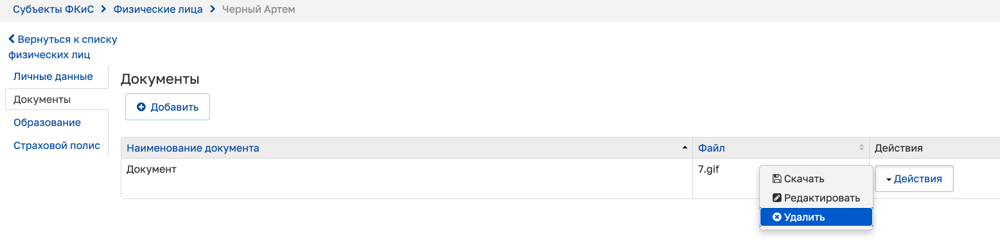 Субъекты ФКиС > Физические лица > Черный Артем
Вернуться к списку
физических лиц
Личные данные
Документы
Образование
Страховой полис
Документы
Добавить
Наименование документа Файл Действия
Документ 7.gif Действия
Скачать
Редактировать
Удалить